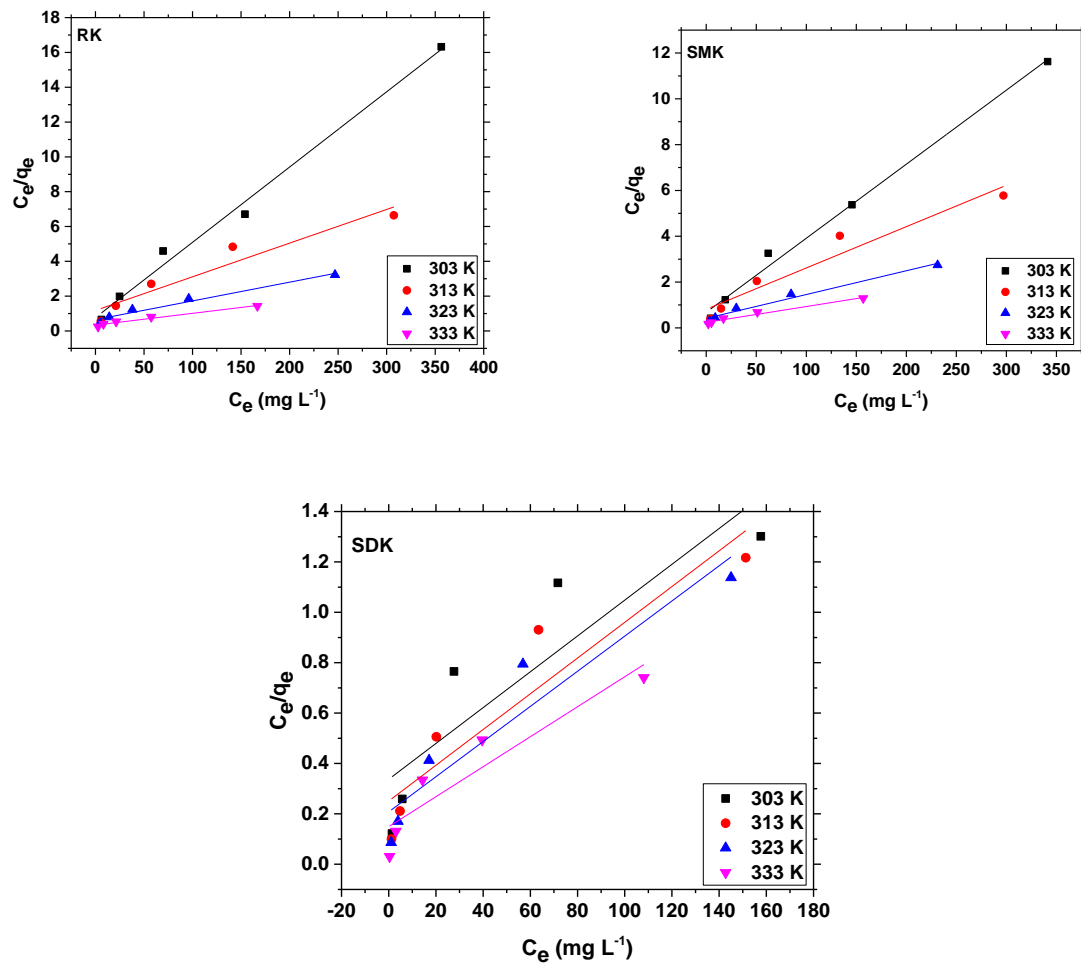 RK
18
16
14
12
10
8
6
4
2
0
Ce/qe
303 K
313 K
323 K
333 K
0 50 100 150 200 250 300 350 400
Ce (mg L-1)
SMK
12
10
8
6
4
2
0
Ce/qe
303 K
313 K
323 K
333 K
0 50 100 150 200 250 300 350
Ce (mg L-1)
SDK
1.4
1.2
1.0
0.8
0.6
0.4
0.2
0.0
Ce/qe
303 K
313 K
323 K
333 K
-20 0 20 40 60 80 100 120 140 160 180
Ce (mg L-1)